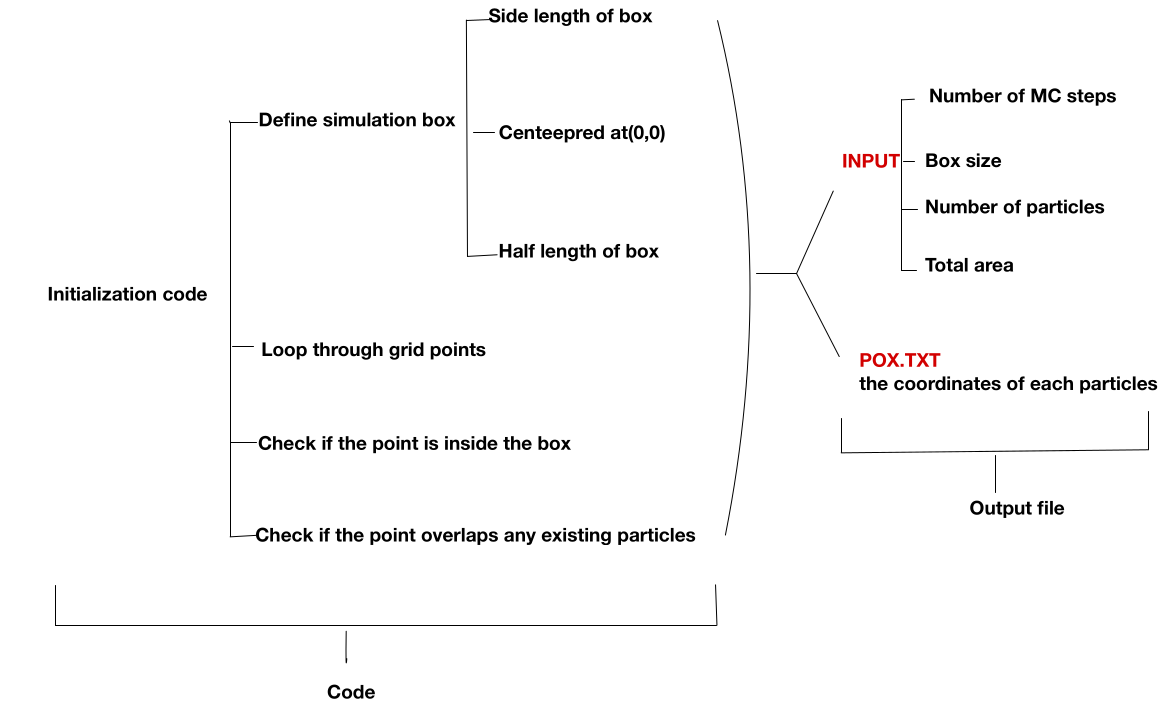 Side length of box
Number of MC steps
Define simulation box
Centeepred at(0,0)
INPUT
Box size
Number of particles
Half length of box
Total area
Initialization code
Loop through grid points
POX.TXT
the coordinates of each particles
Check if the point is inside the box
Output file
Check if the point overlaps any existing particles
Code